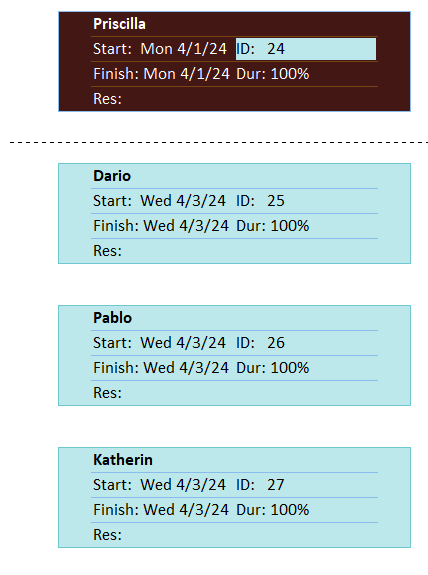 Priscilla
Start: Mon 4/1/24 ID: 24
Finish: Mon 4/1/24 Dur: 100%
Res:
Dario
Start: Wed 4/3/24 ID: 25
Finish: Wed 4/3/24 Dur: 100%
Res:
Pablo
Start: Wed 4/3/24 ID: 26
Finish: Wed 4/3/24 Dur: 100%
Res:
Katherin
Start: Wed 4/3/24 ID: 27
Finish: Wed 4/3/24 Dur: 100%
Res: